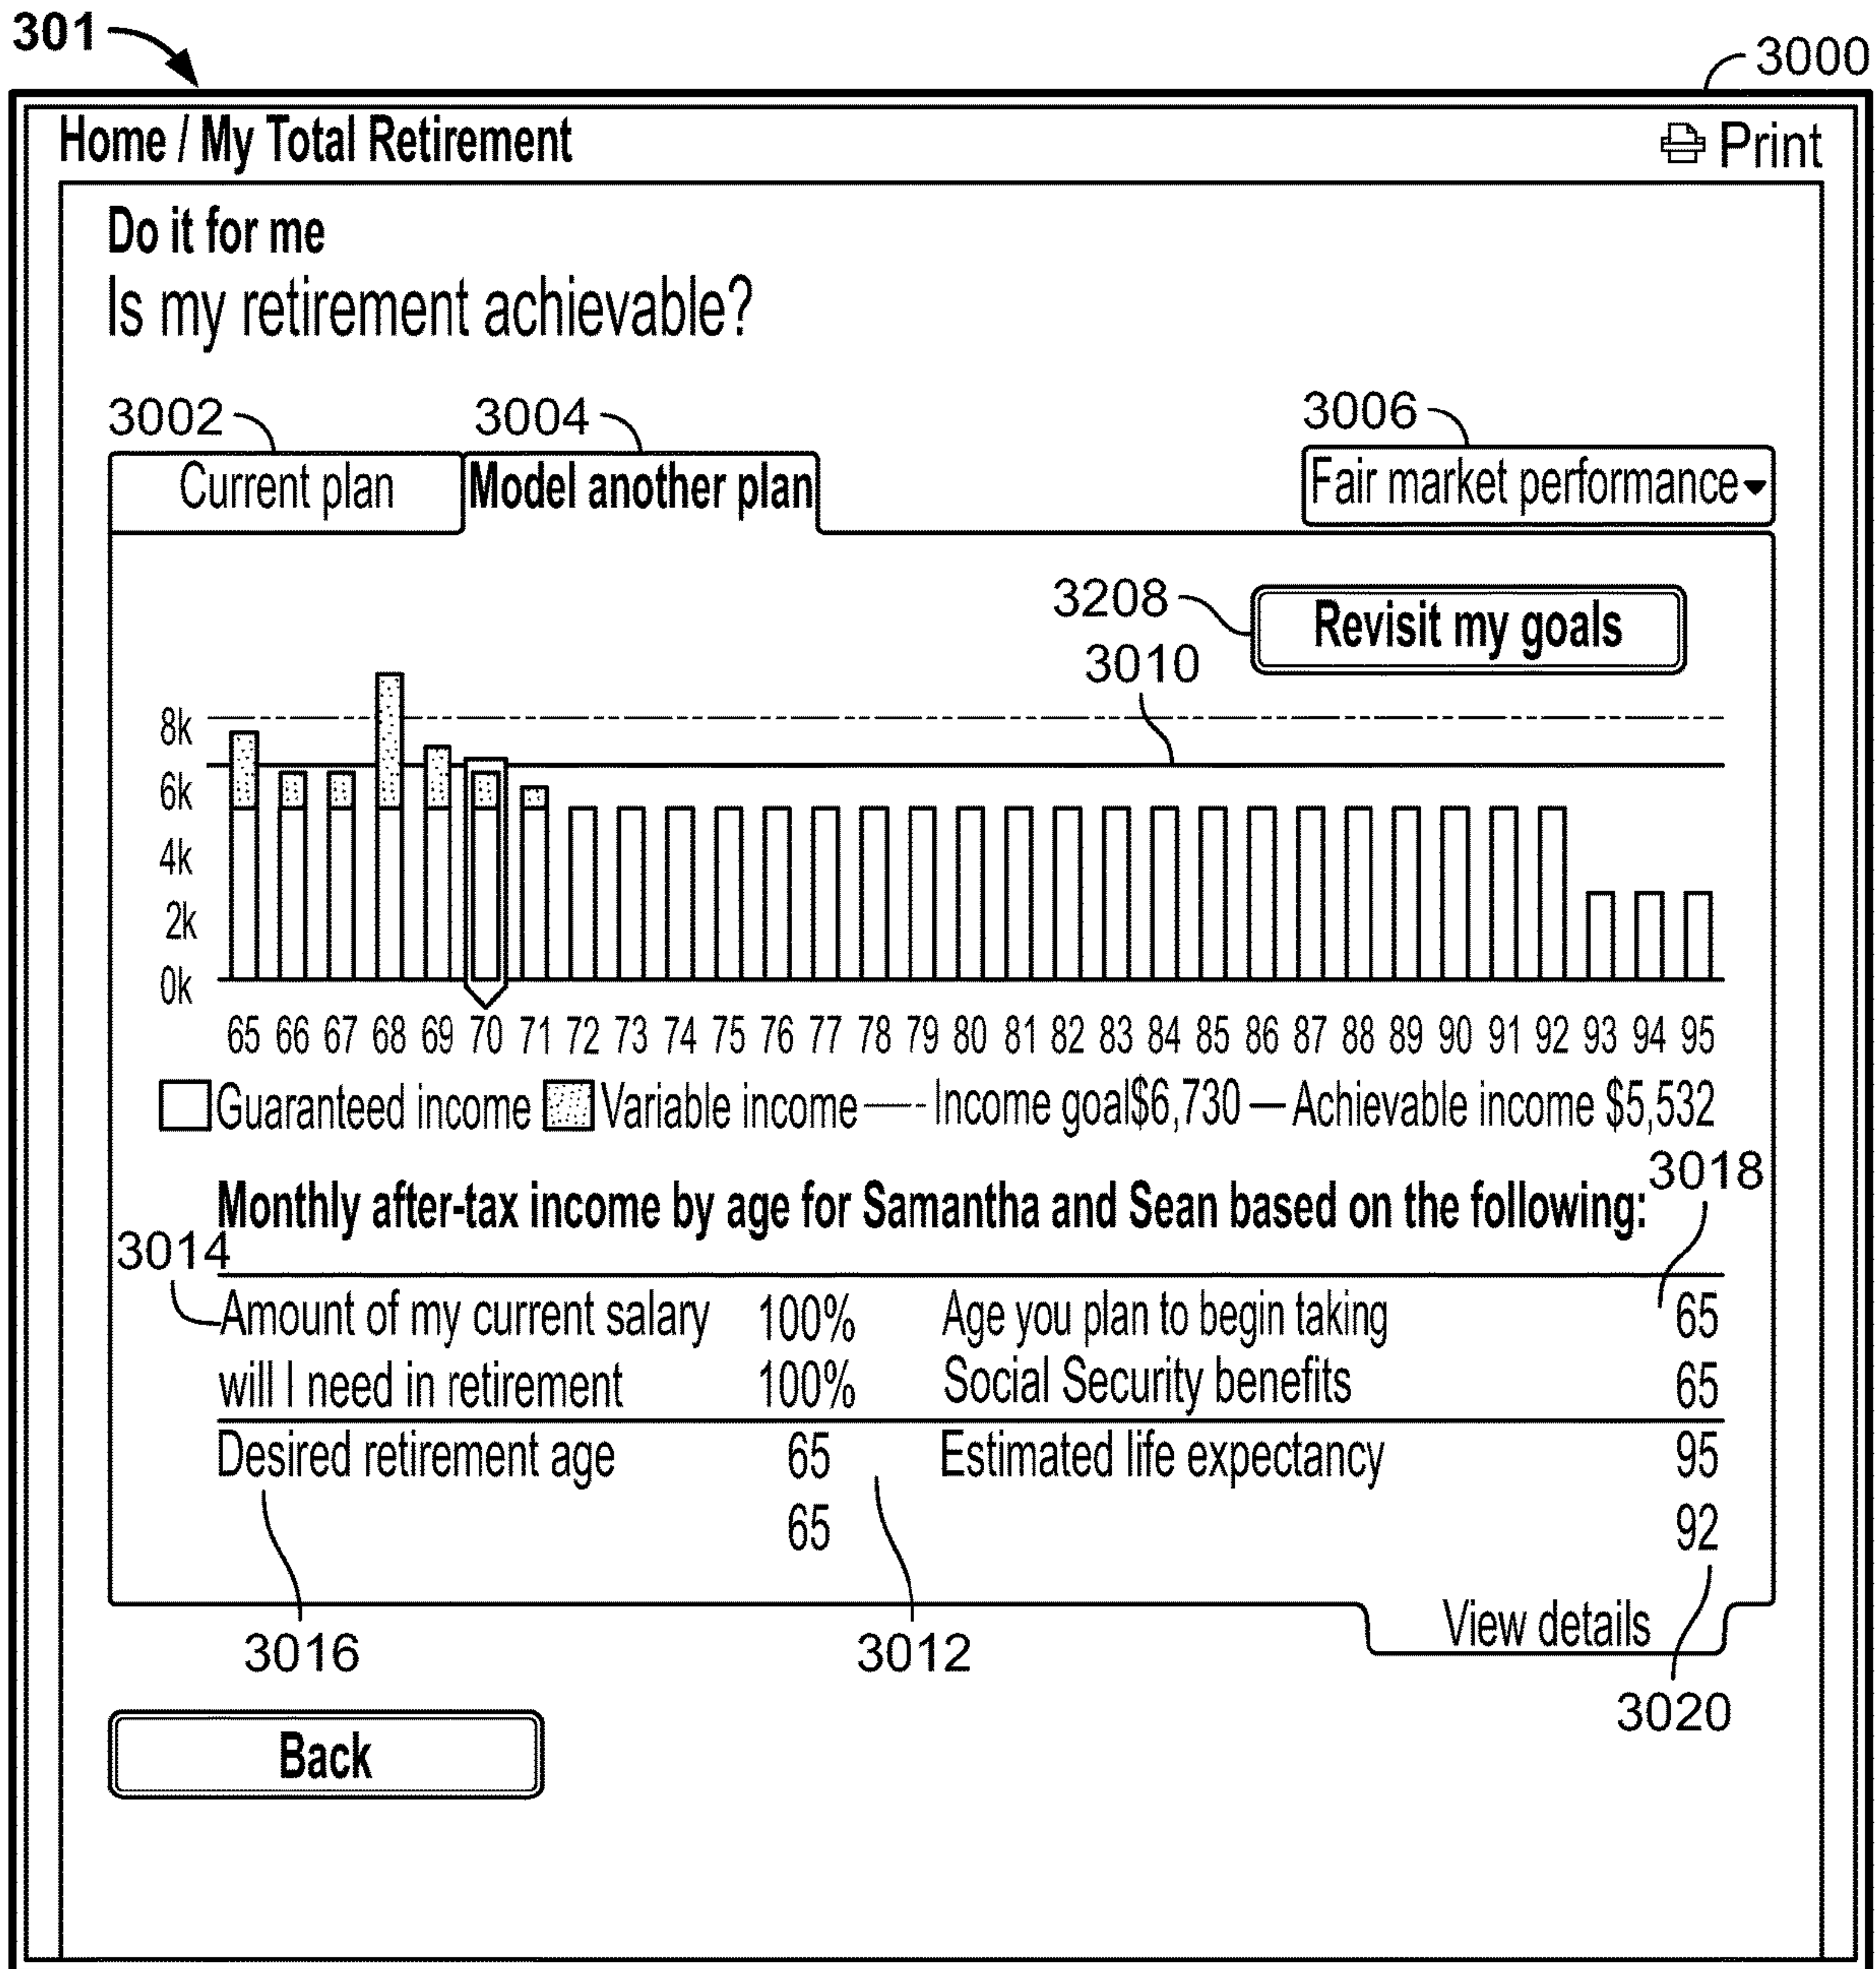 301
3000
Home / My Total Retirement
Print
Do it for me
Is my retirement achievable?
3002
3004
3006
Current plan
Model another plan
Fair market performance
3208
Revisit my goals
3010
8k
6k
4k
2k
0k
65 66 67 68 69 70 71 72 73 74 75 76 77 78 79 80 81 82 83 84 85 86 87 88 89 90 91 92 93 94 95
Guaranteed income Variable income Income goal$6,730 Achievable income $5,532
3018
Monthly after-tax income by age for Samantha and Sean based on the following:
3014
Amount of my current salary 100% Age you plan to begin taking 65
will I need in retirement 100% Social Security benefits 65
Desired retirement age 65 Estimated life expectancy 95
65 92
View details
3016
3012
3020
Back